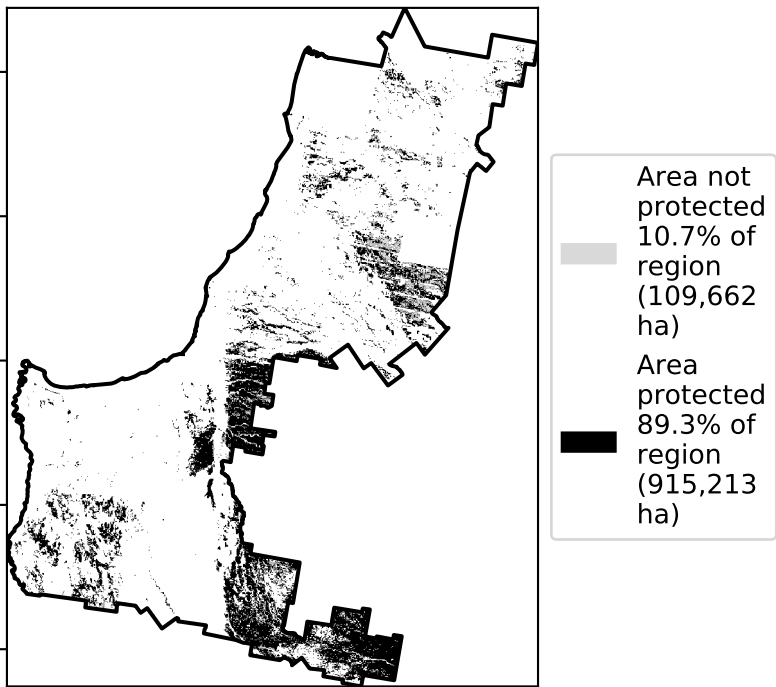 Area not
protected
10.7% of
region
(109,662
ha)
Area
protected
89.3% of
region
(915,213
ha)